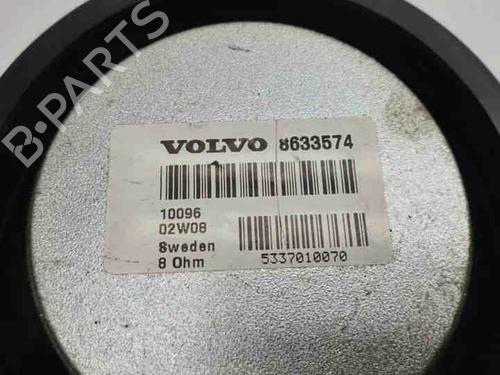 B-PARTS
VOLVO 8633574
10096
02W08
Sweden
8 Ohm
5337010070